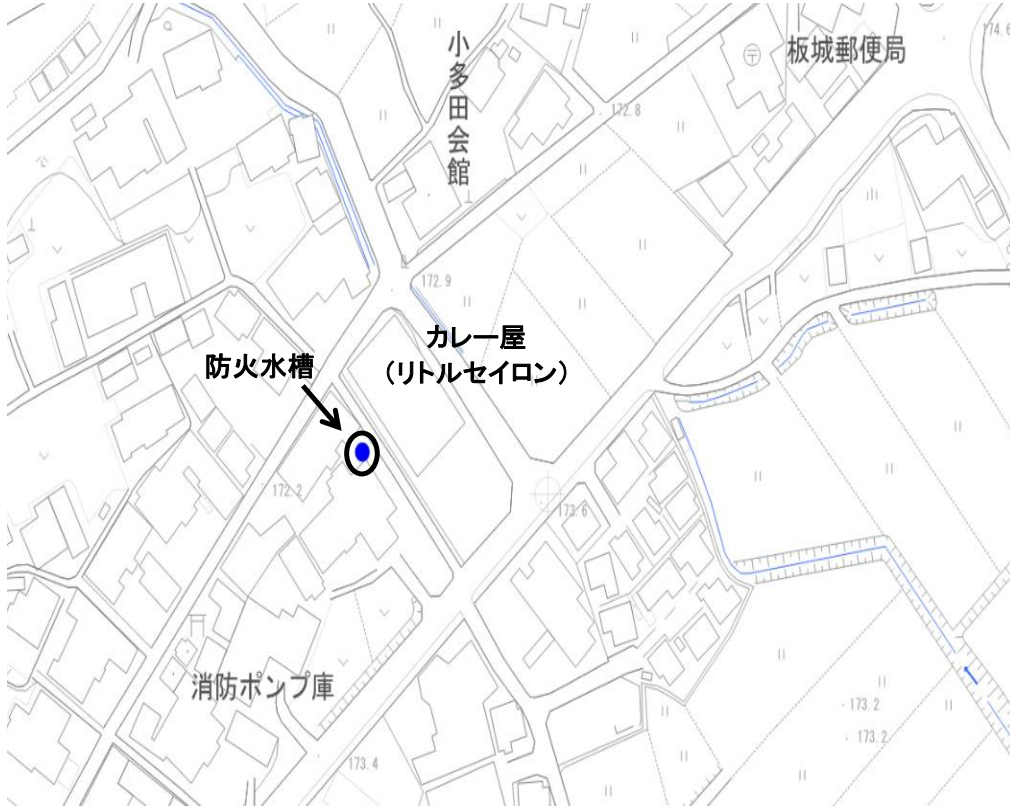 小多田会館
板城郵便局
174.6
172.8
172.9
カレー屋
（リトルセイロン）
防火水槽
172.2
173.6
消防ポンプ庫
173.2
173.2
173.4